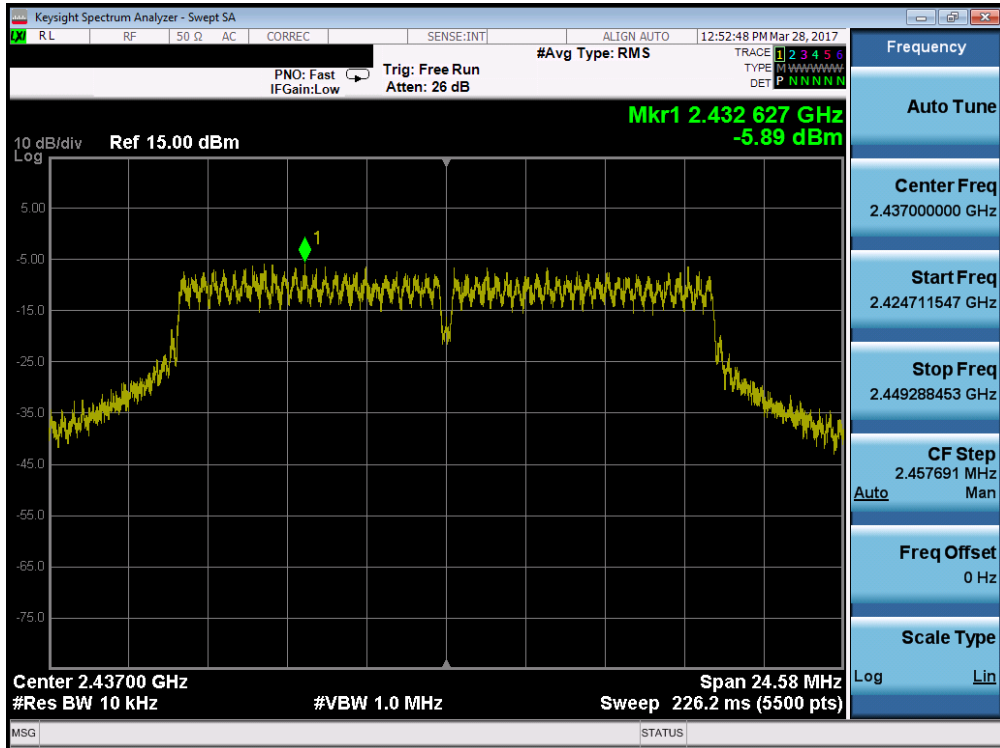 Keysight Spectrum Analyzer - Swept SA
LXI RL RF 50 Ω AC CORREC SENSE:INT ALIGN AUTO 12:52:48 PM Mar 28, 2017
#Avg Type: RMS TRACE 1 2 3 4 5 6
PNO: Fast Trig: Free Run TYPE M WWWWW
IFGain:Low Atten: 26 dB DET P N N N N N
Mkr1 2.432 627 GHz
-5.89 dBm
10 dB/div Ref 15.00 dBm
Log
1
5.00
-5.00
-15.0
-25.0
-35.0
-45.0
-55.0
-65.0
-75.0
Center 2.43700 GHz Span 24.58 MHz
#Res BW 10 kHz #VBW 1.0 MHz Sweep 226.2 ms (5500 pts)
MSG STATUS
Frequency
Auto Tune
Center Freq
2.437000000 GHz
Start Freq
2.424711547 GHz
Stop Freq
2.449288453 GHz
CF Step
2.457691 MHz
Auto Man
Freq Offset
0 Hz
Scale Type
Log Lin